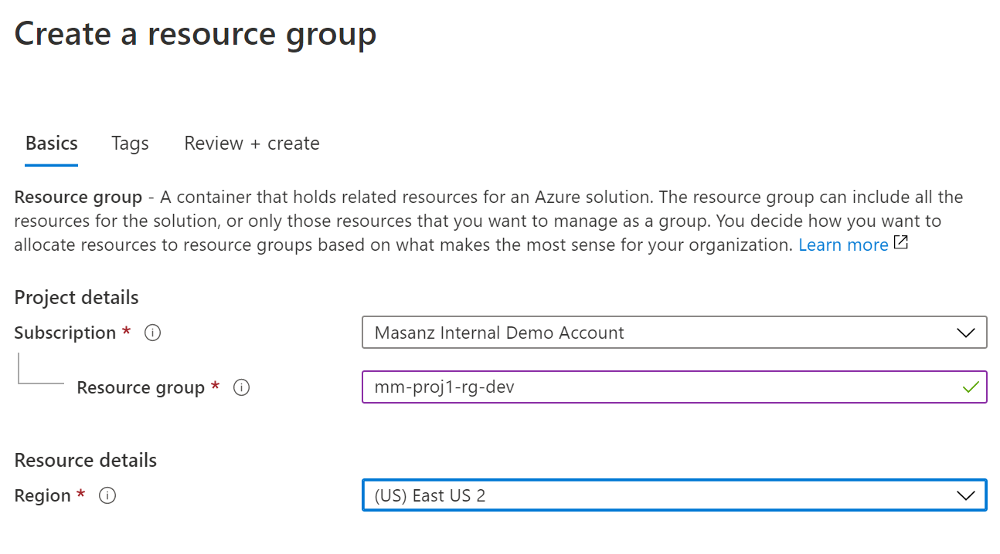 Create a resource group
Basics Tags Review + create
Resource group - A container that holds related resources for an Azure solution. The resource group can include all the
resources for the solution, or only those resources that you want to manage as a group. You decide how you want to
allocate resources to resource groups based on what makes the most sense for your organization. Learn more
Project details
Subscription * Masanz Internal Demo Account
Resource group * mm-proj1-rg-dev
Resource details
Region * (US) East US 2